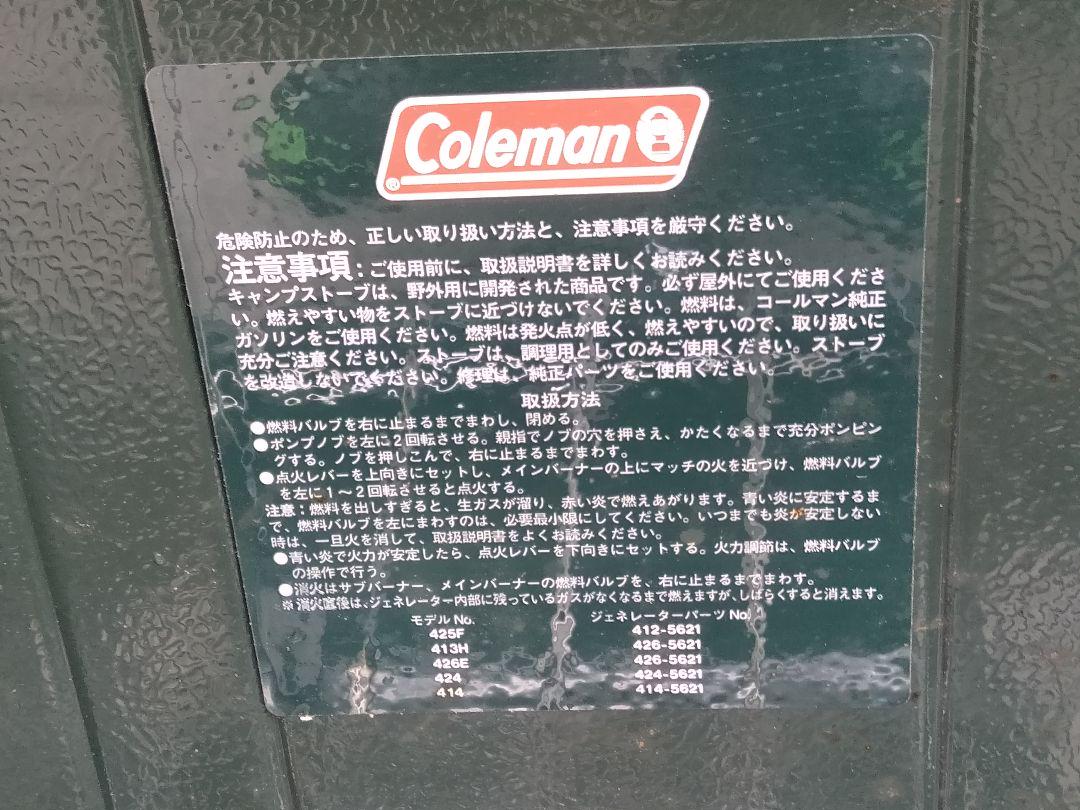 Coleman
®
危険防止のため、正しい取り扱い方法と、注意事項を厳守ください。
注意事項:ご使用前に、取扱説明書を詳しくお読みください。
キャンプストーブは、野外用に開発された商品です。必ず屋外にてご使用くださ
い。燃えやすい物をストーブに近づけないでください。燃料は、コールマン純正
ガソリンをご使用ください。燃料は発火点が低く、燃えやすいので、取り扱いに
充分ご注意ください。ストーブは、調理用としてのみご使用ください。ストーブ
を改造しないでください。修理は、純正パーツをご使用ください。
取扱方法
●燃料バルブを右に止まるまでまわし、閉める。
●ポンプノブを左に2回転させる。親指でノブの穴を押さえ、かたくなるまで充分ポンピン
グする。ノブを押しこんで、右に止まるまでまわす。
●点火レバーを上向きにセットし、メインバーナーの上にマッチの火を近づけ、燃料バルブ
を左に1〜2回転させると点火する。
注意:燃料を出しすぎると、生ガスが溜り、赤い炎で燃えあがります。青い炎に安定するま
で、燃料バルブを左にまわすのは、必要最小限にしてください。いつまでも炎が安定しない
時は、一旦火を消して、取扱説明書をよくお読みください。
●青い炎で火力が安定したら、点火レバーを下向きにセットする。火力調節は、燃料バルブ
の操作で行う。
●消火はサブバーナー、メインバーナーの燃料バルブを、右に止まるまでまわす。
※消火直後は、ジェネレーター内部に残っているガスがなくなるまで燃えますが、しばらくすると消えます。
モデルNo. ジェネレーターパーツNo.
425F 412-5621
413H 426-5621
426E 426-5621
424 424-5621
414 414-5621